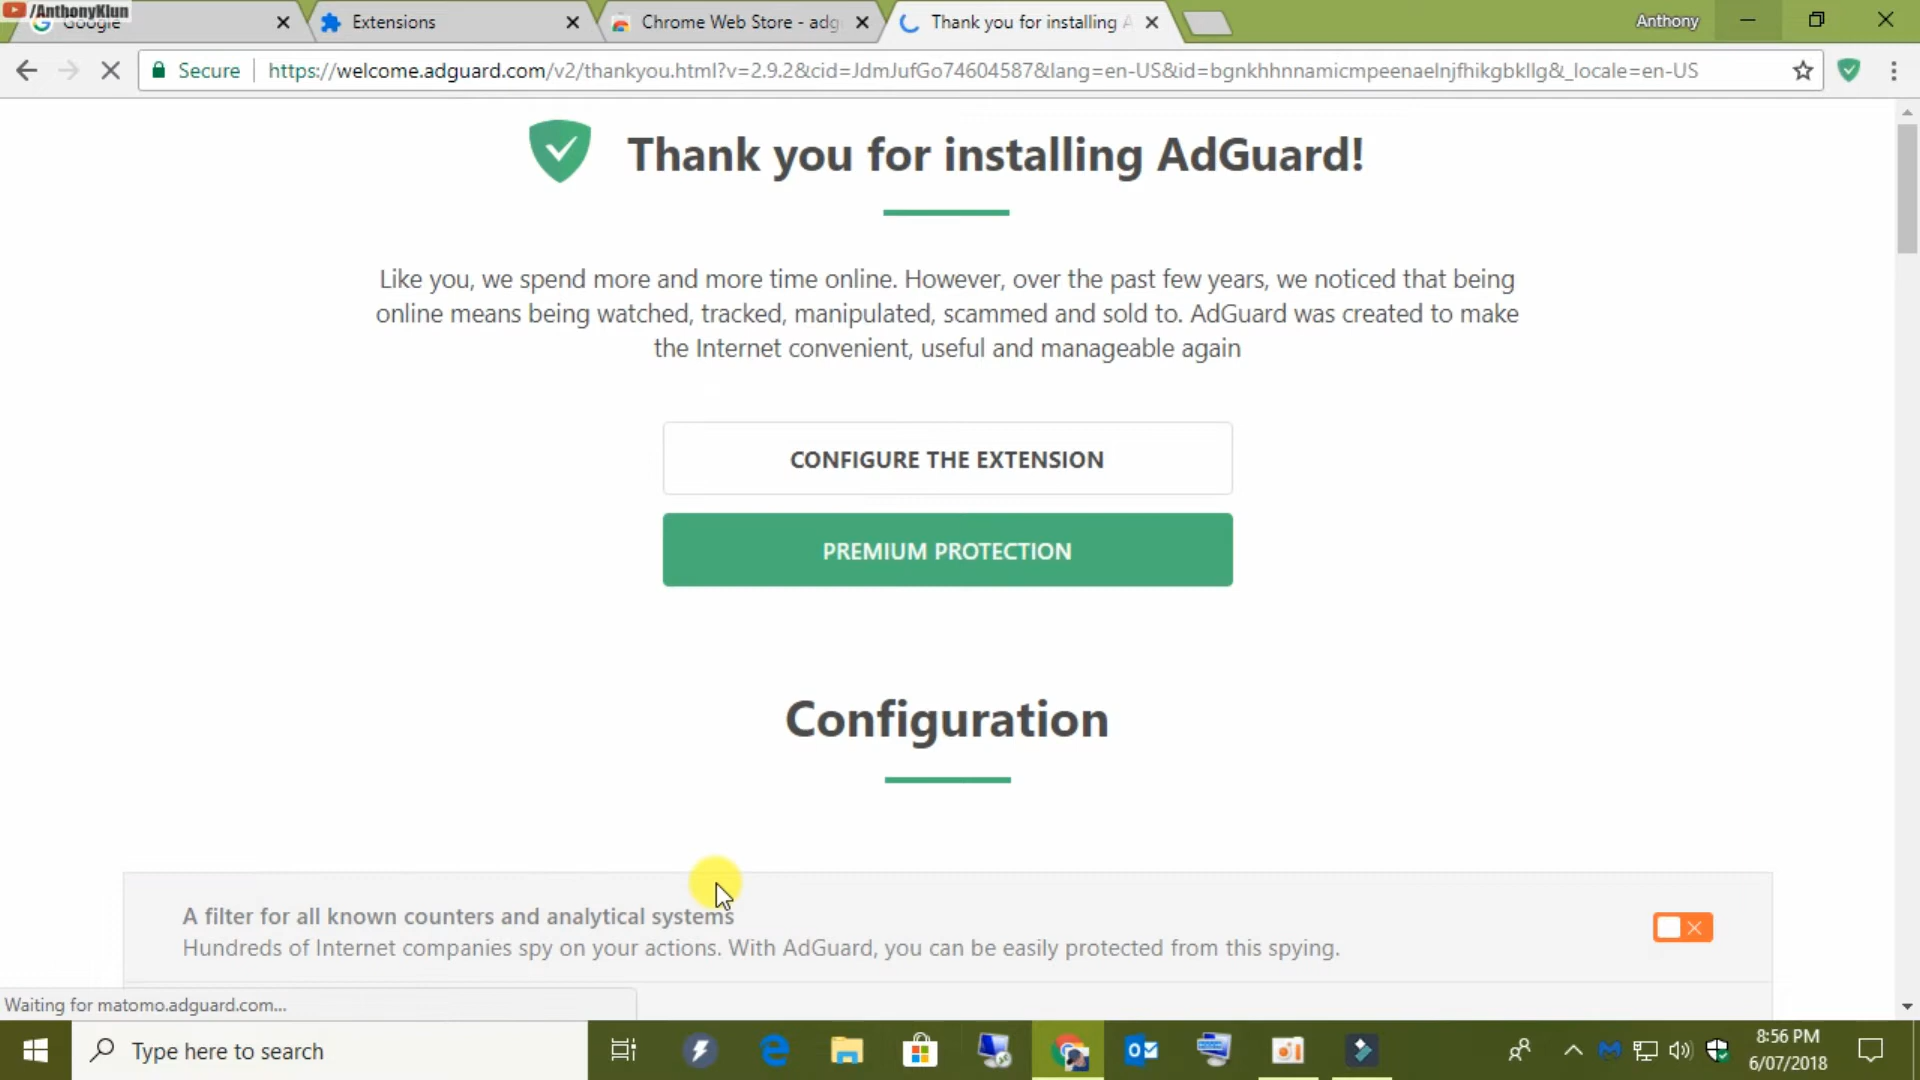 /AnthonyKlun
Google
Extensions
Chrome Web Store - adg
Thank you for installing A
Anthony
Secure
https://welcome.adguard.com/v2/thankyou.html?v=2.9.2&cid=JdmJufGo74604587&lang=en-US&id=bgnkhhnnamicmpeenaelnjfhikgbkllg&_locale=en-US
Thank you for installing AdGuard!
Like you, we spend more and more time online. However, over the past few years, we noticed that being
online means being watched, tracked, manipulated, scammed and sold to. AdGuard was created to make
the Internet convenient, useful and manageable again
CONFIGURE THE EXTENSION
PREMIUM PROTECTION
Configuration
A filter for all known counters and analytical systems
Hundreds of Internet companies spy on your actions. With AdGuard, you can be easily protected from this spying.
Waiting for matomo.adguard.com...
Type here to search
8:56 PM
6/07/2018